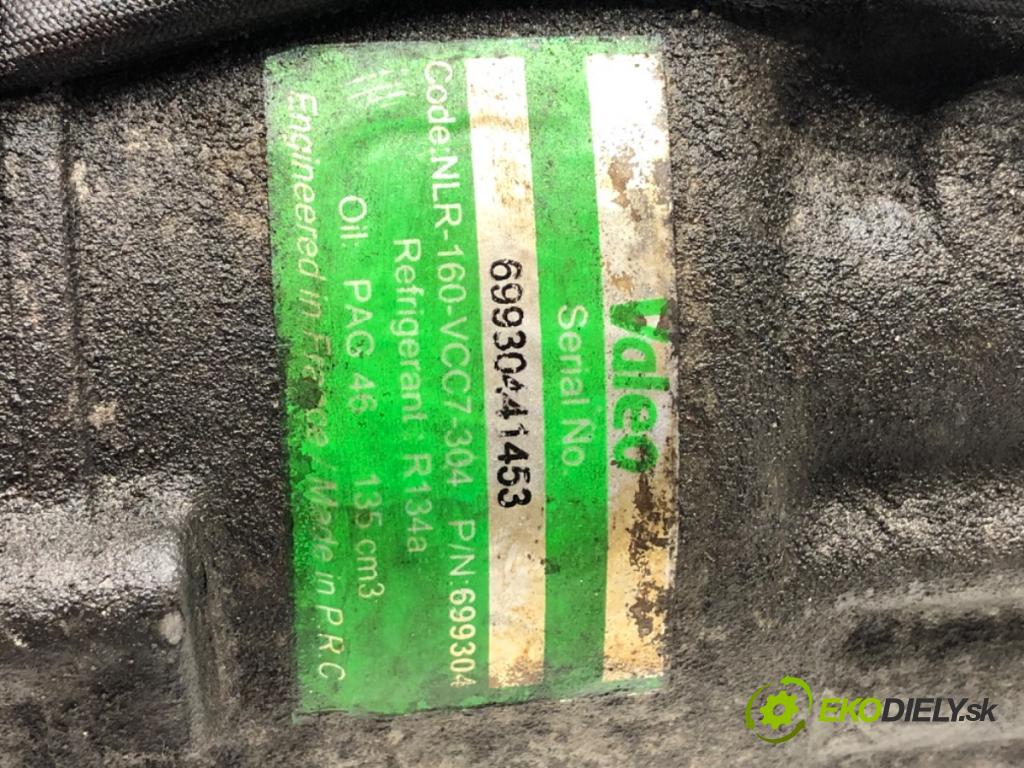 Valeo
Serial No
69930441453
Code:NLR-160-VCC7-304 P/N:699304
Refrigerant : R134a
Oil: PAG 46 135 cm3
Engineered in France / Made in P R C
EKODIELY.sk